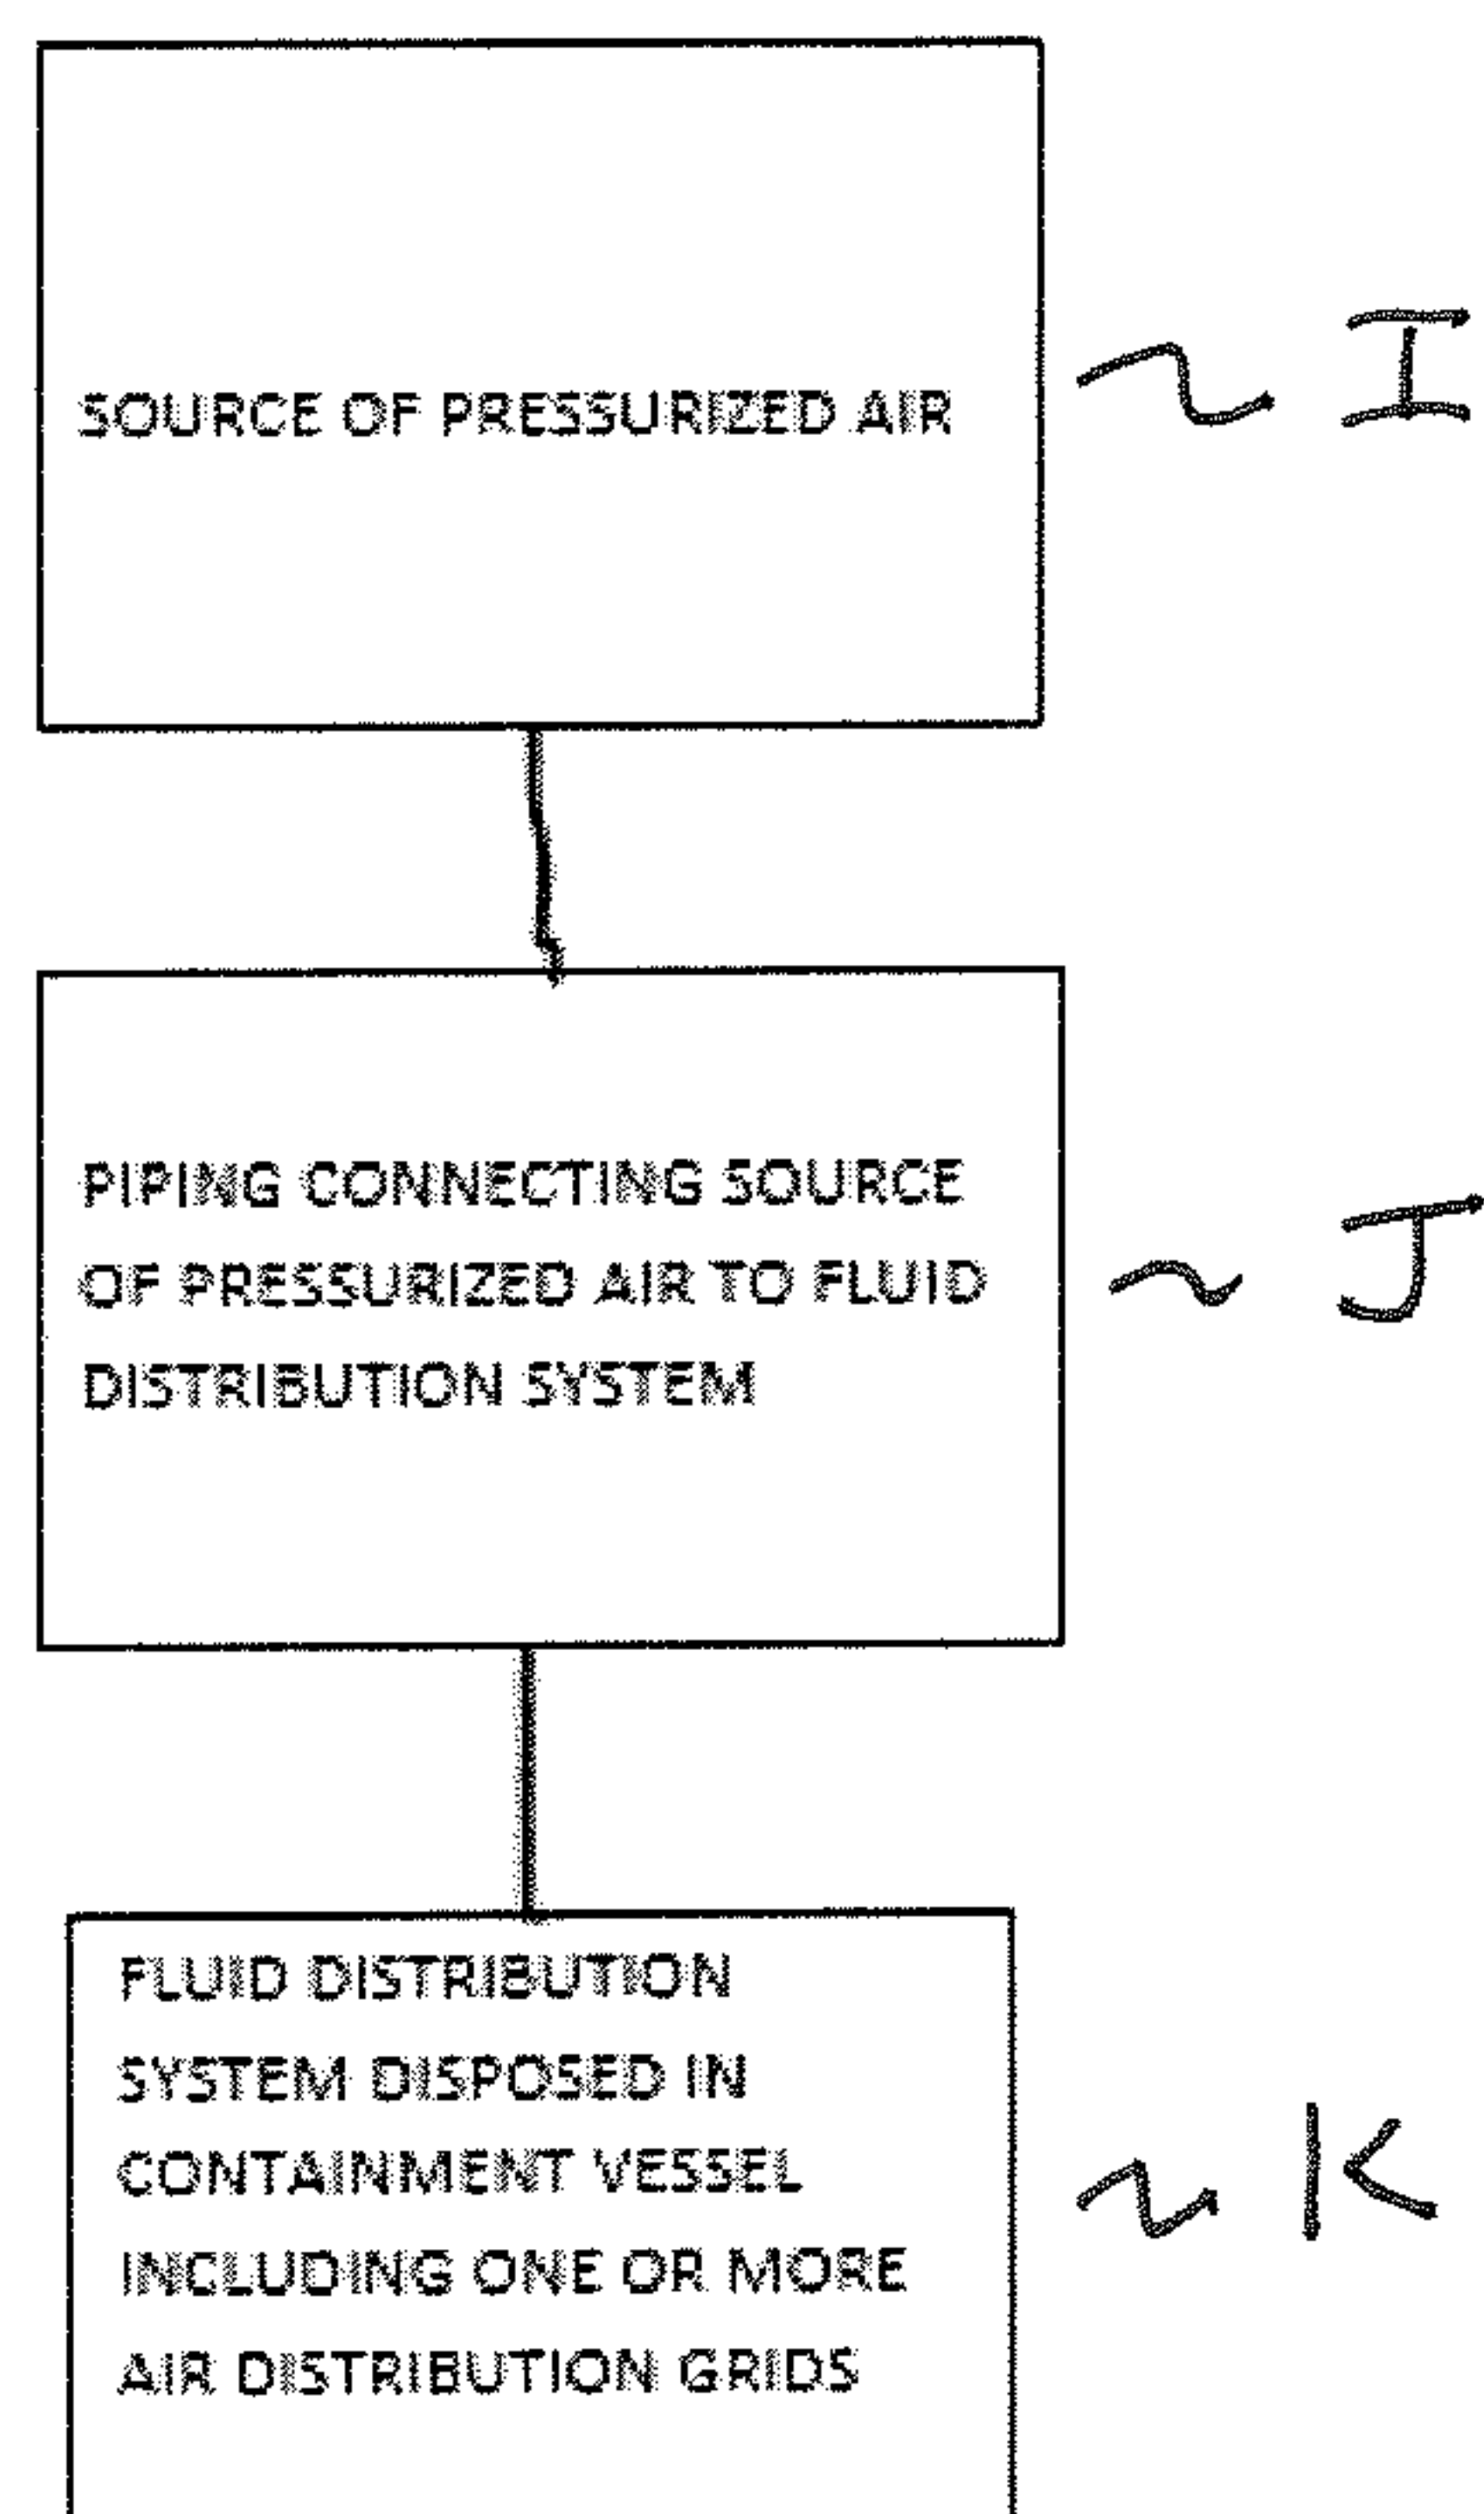 SOURCE OF PRESSURIZED AIR
I
PIPING CONNECTING SOURCE
OF PRESSURIZED AIR TO FLUID
DISTRIBUTION SYSTEM
J
FLUID DISTRIBUTION
SYSTEM DISPOSED IN
CONTAINMENT VESSEL
INCLUDING ONE OR MORE
AIR DISTRIBUTION GRIDS
K